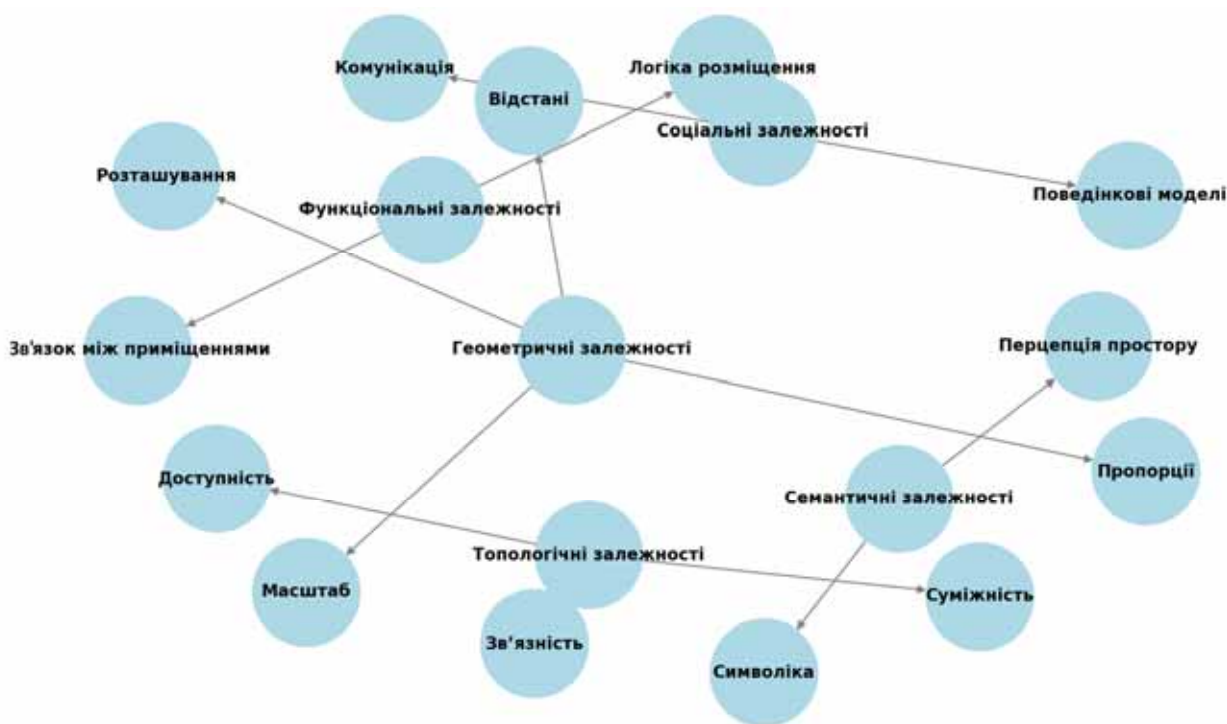 Комунікація
Логіка розміщення
Відстані
Соціальні залежності
Розташування
Поведінкові моделі
Функціональні залежності
Зв'язок між приміщеннями
Геометричні залежності
Перцепція простору
Доступність
Пропорції
Семантичні залежності
Топологічні залежності
Масштаб
Суміжність
Зв‘язність
Символіка